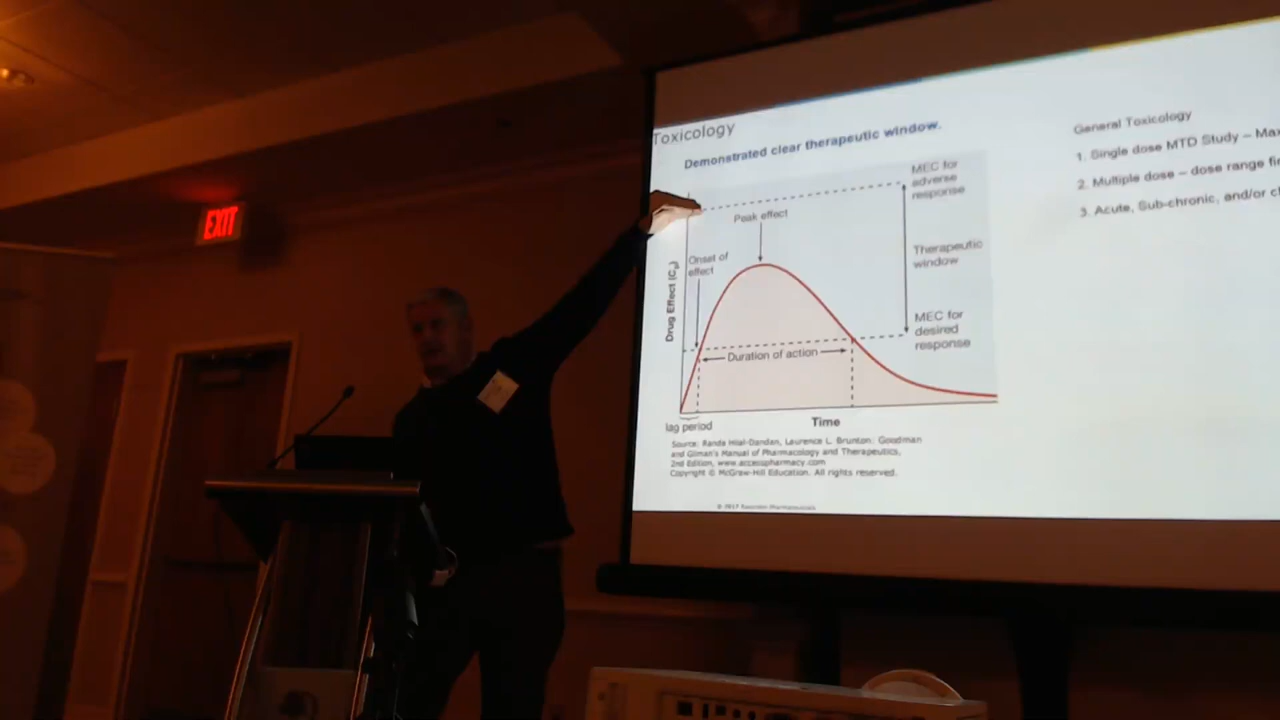 EXIT
Toxicology
Demonstrated clear therapeutic window.
MEC for
adverse
response
Peak effect
Onset of
effect
Drug Effect (Cp)
Therapeutic
window
MEC for
desired
response
Duration of action
lag period
Time
Source: Randa Hilal-Dandan, Laurence L. Brunton: Goodman
and Gilman's Manual of Pharmacology and Therapeutics,
2nd Edition, www.accesspharmacy.com
Copyright © McGraw-Hill Education. All rights reserved.
© 2017
General Toxicology
1. Single dose MTD Study – Max
2. Multiple dose – dose range fi
3. Acute, Sub-chronic, and/or c